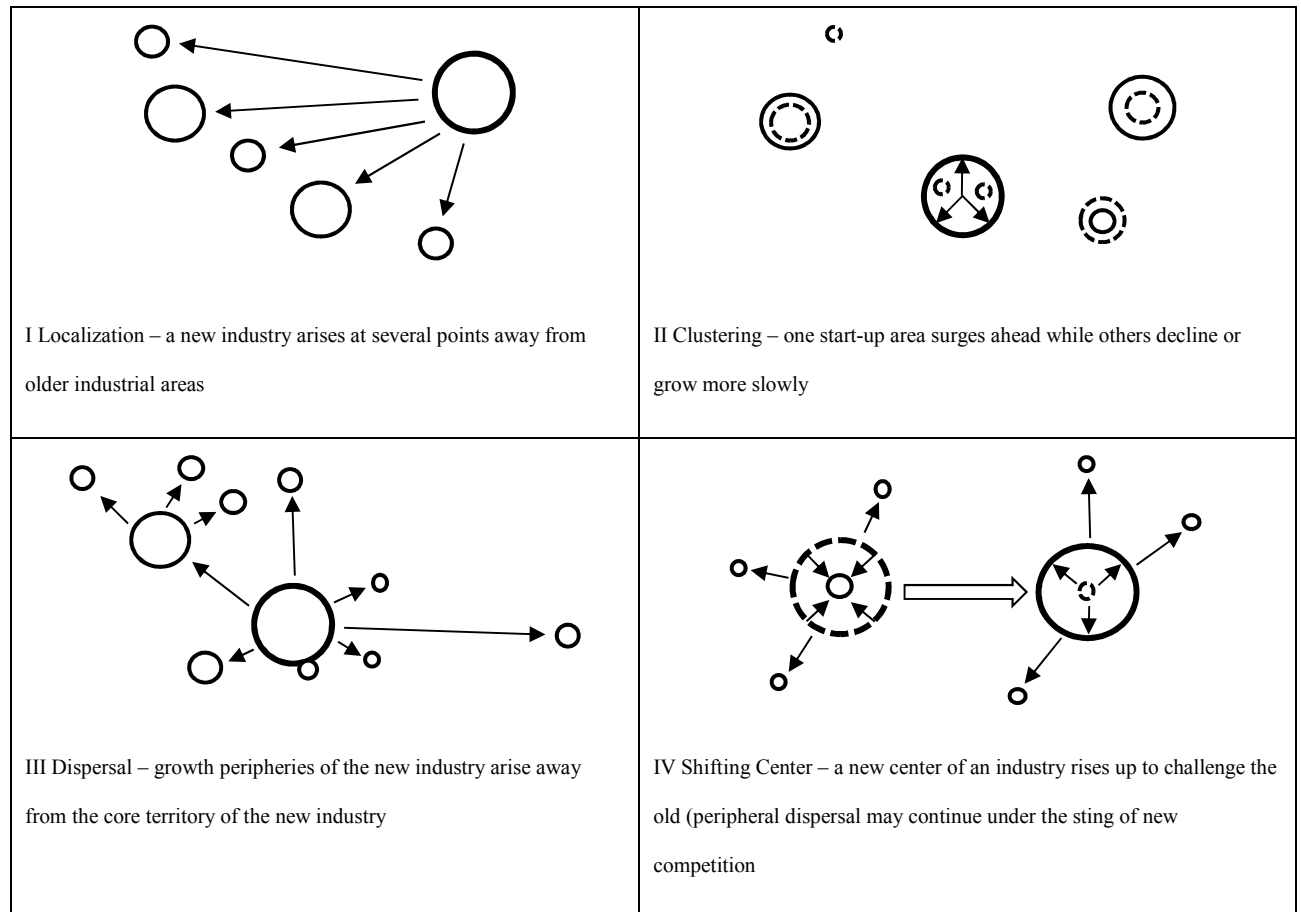 I Localization – a new industry arises at several points away from
older industrial areas
II Clustering – one start-up area surges ahead while others decline or
grow more slowly
III Dispersal – growth peripheries of the new industry arise away
from the core territory of the new industry
IV Shifting Center – a new center of an industry rises up to challenge the
old (peripheral dispersal may continue under the sting of new
competition